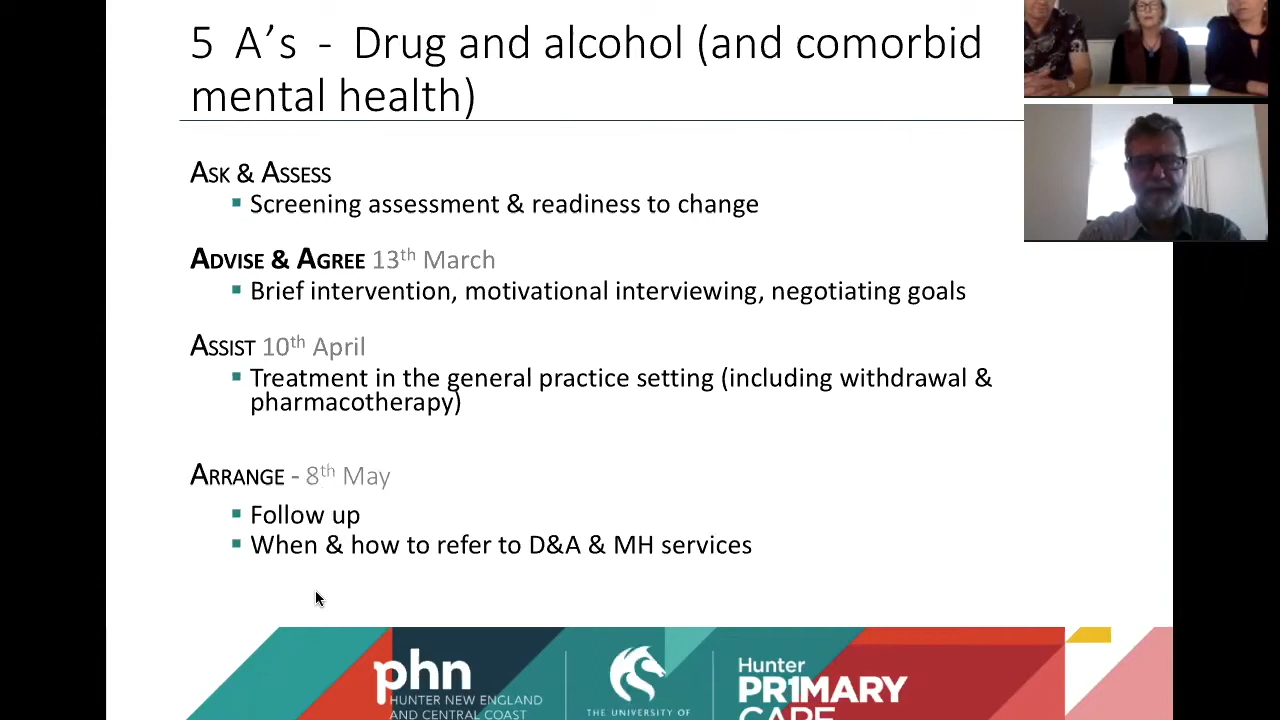 5 A's - Drug and alcohol (and comorbid
mental health)
ASK & ASSESS
Screening assessment & readiness to change
ADVISE & AGREE 13th March
Brief intervention, motivational interviewing, negotiating goals
ASSIST 10th April
Treatment in the general practice setting (including withdrawal &
pharmacotherapy)
ARRANGE - 8th May
Follow up
When & how to refer to D&A & MH services
phn
HUNTER NEW ENGLAND
AND CENTRAL COAST
THE UNIVERSITY OF
Hunter
PR1MARY
CARE